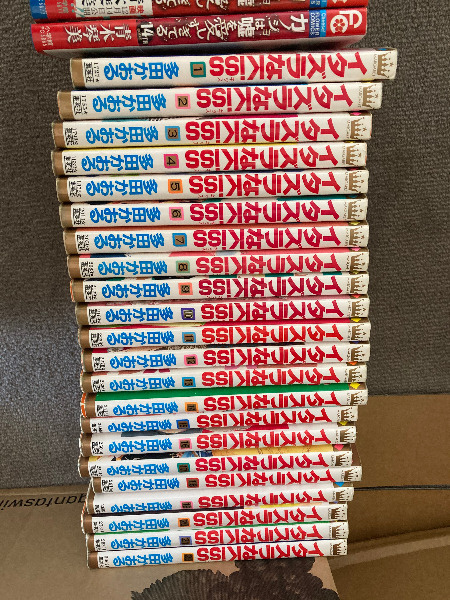 カノジョは嘘を愛しすぎてる 14 青木琴美
イタズラなKiss 1 多田かおる
イタズラなKiss 2 多田かおる
イタズラなKiss 3 多田かおる
イタズラなKiss 4 多田かおる
イタズラなKiss 5 多田かおる
イタズラなKiss 6 多田かおる
イタズラなKiss 7 多田かおる
イタズラなKiss 8 多田かおる
イタズラなKiss 9 多田かおる
イタズラなKiss 10 多田かおる
イタズラなKiss 11 多田かおる
イタズラなKiss 12 多田かおる
イタズラなKiss 13 多田かおる
イタズラなKiss 多田かおる
イタズラなKiss 多田かおる
イタズラなKiss 多田かおる
イタズラなKiss 多田かおる
イタズラなKiss 多田かおる
イタズラなKiss 多田かおる
イタズラなKiss 多田かおる
イタズラなKiss 多田かおる
イタズラなKiss 多田かおる
gantaswi